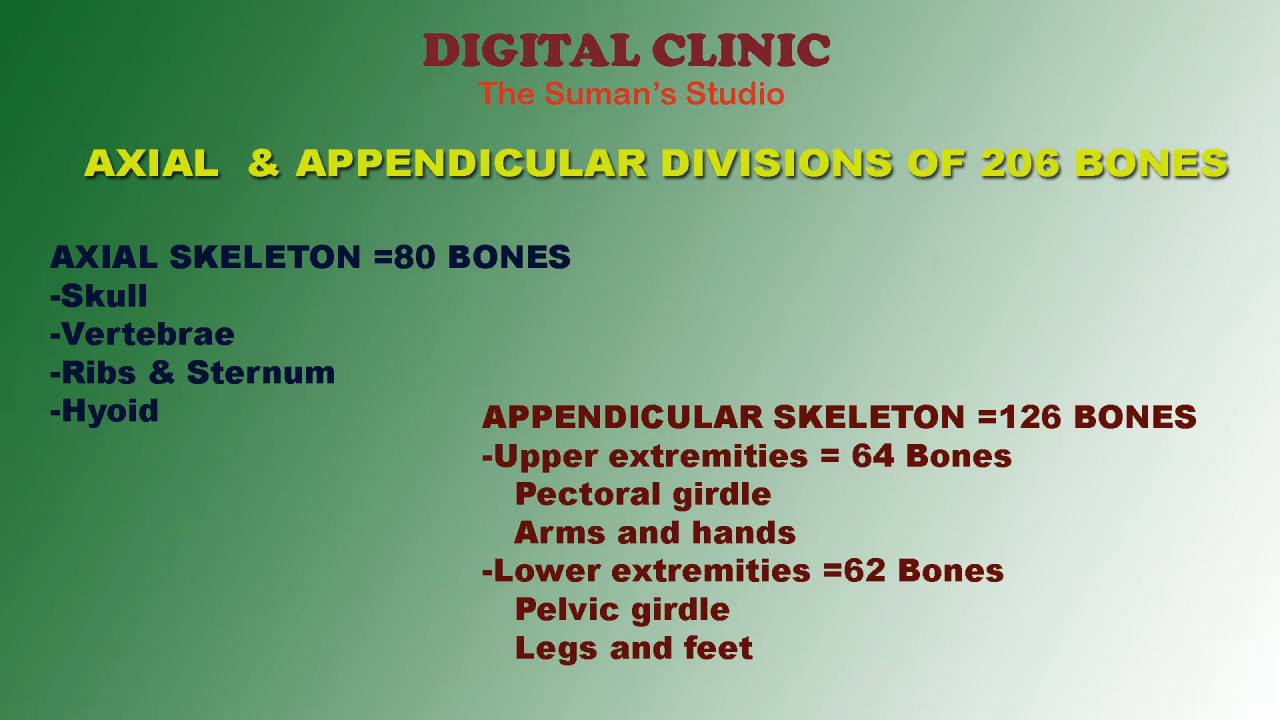 DIGITAL CLINIC
The Suman's Studio
AXIAL & APPENDICULAR DIVISIONS OF 206 BONES
AXIAL SKELETON =80 BONES
-Skull
-Vertebrae
-Ribs & Sternum
-Hyoid
APPENDICULAR SKELETON =126 BONES
-Upper extremities = 64 Bones
Pectoral girdle
Arms and hands
-Lower extremities =62 Bones
Pelvic girdle
Legs and feet